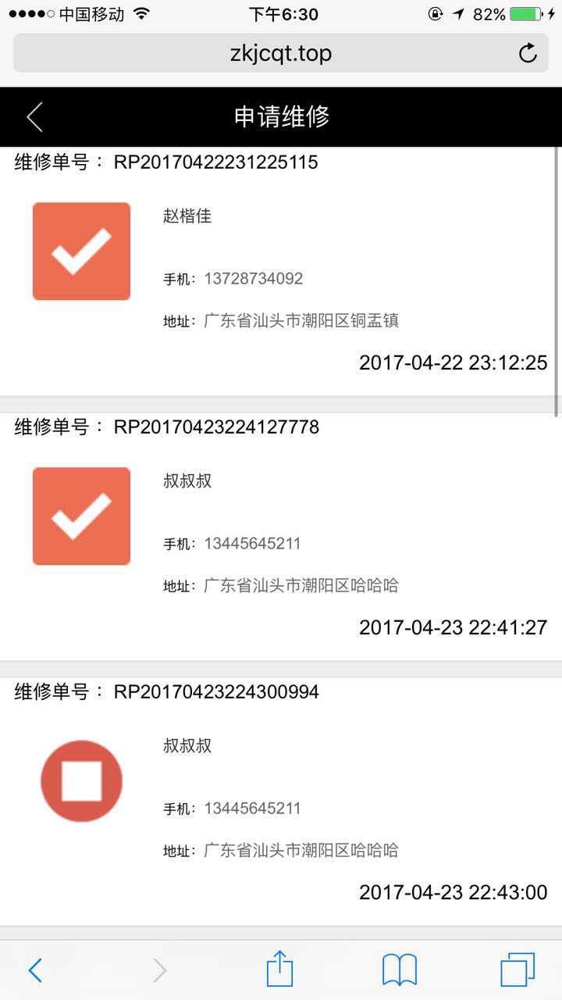 中国移动 下午6:30 82%
zkjcqt.top
申请维修
维修单号： RP20170422231225115
赵楷佳
手机：13728734092
地址：广东省汕头市潮阳区铜盂镇
2017-04-22 23:12:25
维修单号： RP20170423224127778
叔叔叔
手机：13445645211
地址：广东省汕头市潮阳区哈哈哈
2017-04-23 22:41:27
维修单号： RP20170423224300994
叔叔叔
手机：13445645211
地址：广东省汕头市潮阳区哈哈哈
2017-04-23 22:43:00